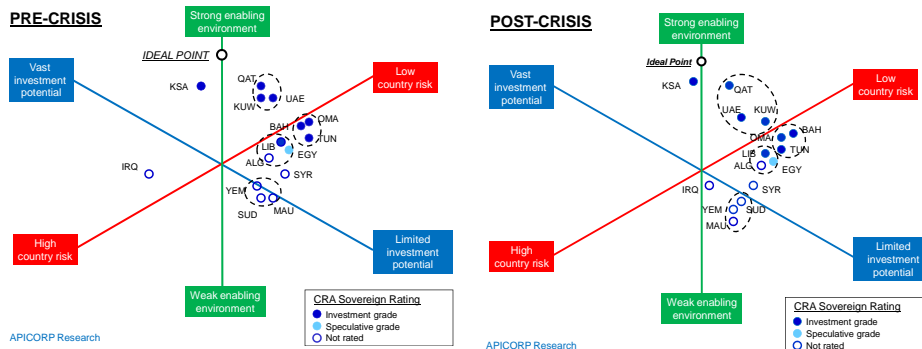 PRE-CRISIS
Strong enabling
environment
IDEAL POINT
Vast
investment
potential
Low
country risk
KSA
QAT
KUW
UAE
OMA
BAH
TUN
LIB
EGY
ALG
IRQ
SYR
YEM
SUD
MAU
High
country risk
Limited
investment
potential
Weak enabling
environment
CRA Sovereign Rating
Investment grade
Speculative grade
Not rated
APICORP Research
POST-CRISIS
Strong enabling
environment
Ideal Point
Vast
investment
potential
Low
country risk
KSA
QAT
UAE
KUW
OMA
BAH
TUN
LIB
ALG
EGY
IRQ
SYR
YEM
SUD
MAU
High
country risk
Limited
investment
potential
Weak enabling
environment
CRA Sovereign Rating
Investment grade
Speculative grade
Not rated
APICORP Research